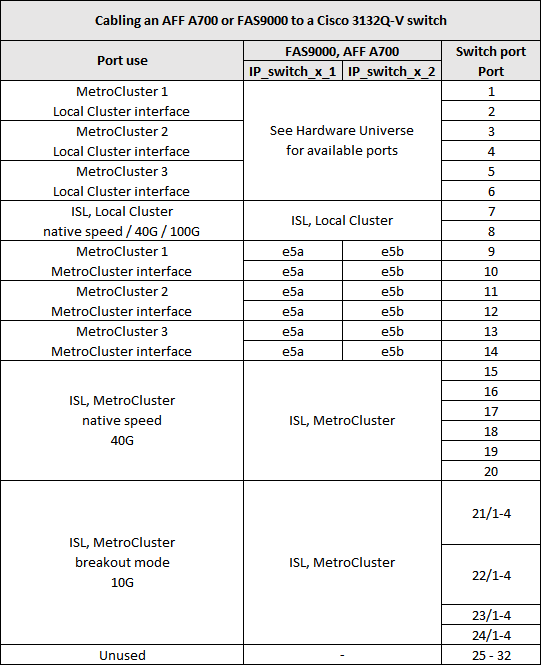 Cabling an AFF A700 or FAS9000 to a Cisco 3132Q-V switch
Port use
FAS9000, AFF A700
IP_switch_x_1
IP_switch_x_2
Switch port
Port
MetroCluster 1
Local Cluster interface
See Hardware Universe
for available ports
1
2
MetroCluster 2
Local Cluster interface
3
4
MetroCluster 3
Local Cluster interface
5
6
ISL, Local Cluster
native speed / 40G / 100G
ISL, Local Cluster
7
8
MetroCluster 1
MetroCluster interface
e5a
e5b
9
e5a
e5b
10
MetroCluster 2
MetroCluster interface
e5a
e5b
11
e5a
e5b
12
MetroCluster 3
MetroCluster interface
e5a
e5b
13
e5a
e5b
14
ISL, MetroCluster
native speed
40G
ISL, MetroCluster
15
16
17
18
19
20
ISL, MetroCluster
breakout mode
10G
ISL, MetroCluster
21/1-4
22/1-4
23/1-4
24/1-4
Unused
-
25 - 32